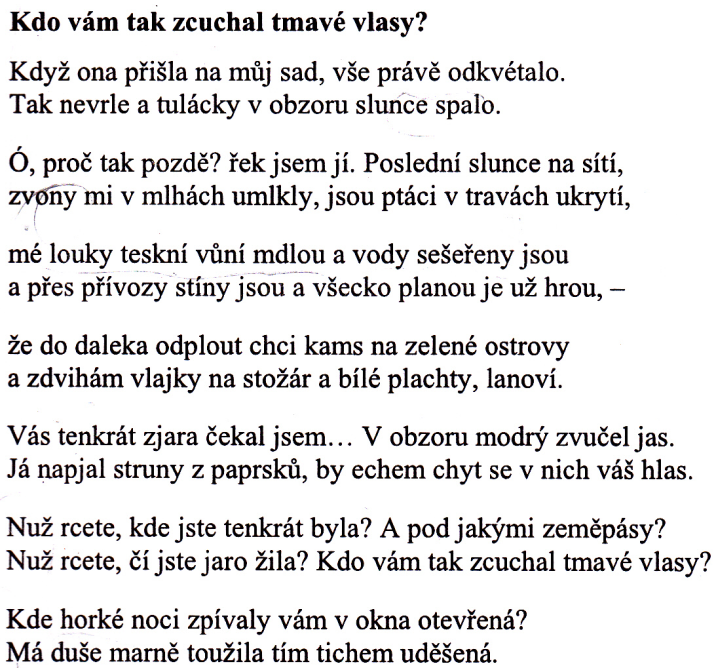 Kdo vám tak zcuchal tmavé vlasy?
Když ona přišla na můj sad, vše právě odkvétalo.
Tak nevrle a tulácky v obzoru slunce spalo.
Ó, proč tak pozdě? řek jsem jí. Poslední slunce na sítí,
zvony mi v mlhách umlkly, jsou ptáci v travách ukrytí,
mé louky teskní vůní mdlou a vody sešeřeny jsou
a přes přívozy stíny jsou a všecko planou je už hrou, –
že do daleka odplout chci kams na zelené ostrovy
a zdvihám vlajky na stožár a bílé plachty, lanoví.
Vás tenkrát zjara čekal jsem… V obzoru modrý zvučel jas.
Já napjal struny z paprsků, by echem chyt se v nich váš hlas.
Nuž rcete, kde jste tenkrát byla? A pod jakými zeměpásy?
Nuž rcete, čí jste jaro žila? Kdo vám tak zcuchal tmavé vlasy?
Kde horké noci zpívaly vám v okna otevřená?
Má duše marně toužila tím tichem uděšená.